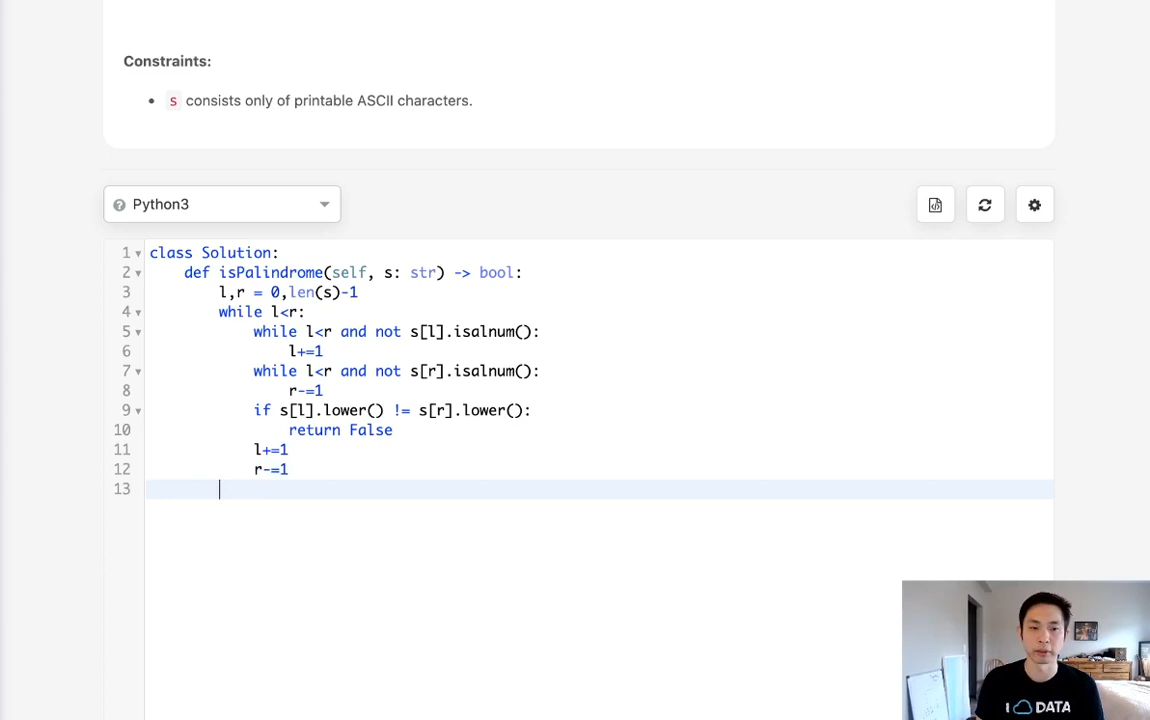 Constraints:
s consists only of printable ASCII characters.
Python3
1 class Solution:
2 def isPalindrome(self, s: str) -> bool:
3 l,r = 0,len(s)-1
4 while l<r:
5 while l<r and not s[l].isalnum():
6 l+=1
7 while l<r and not s[r].isalnum():
8 r-=1
9 if s[l].lower() != s[r].lower():
10 return False
11 l+=1
12 r-=1
13
I DATA